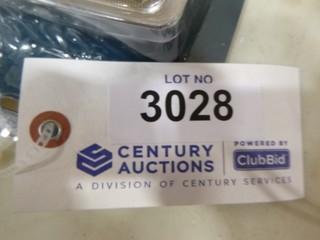 LOT NO
3028
CENTURY
AUCTIONS
POWERED BY
ClubBid
A DIVISION OF CENTURY SERVICES